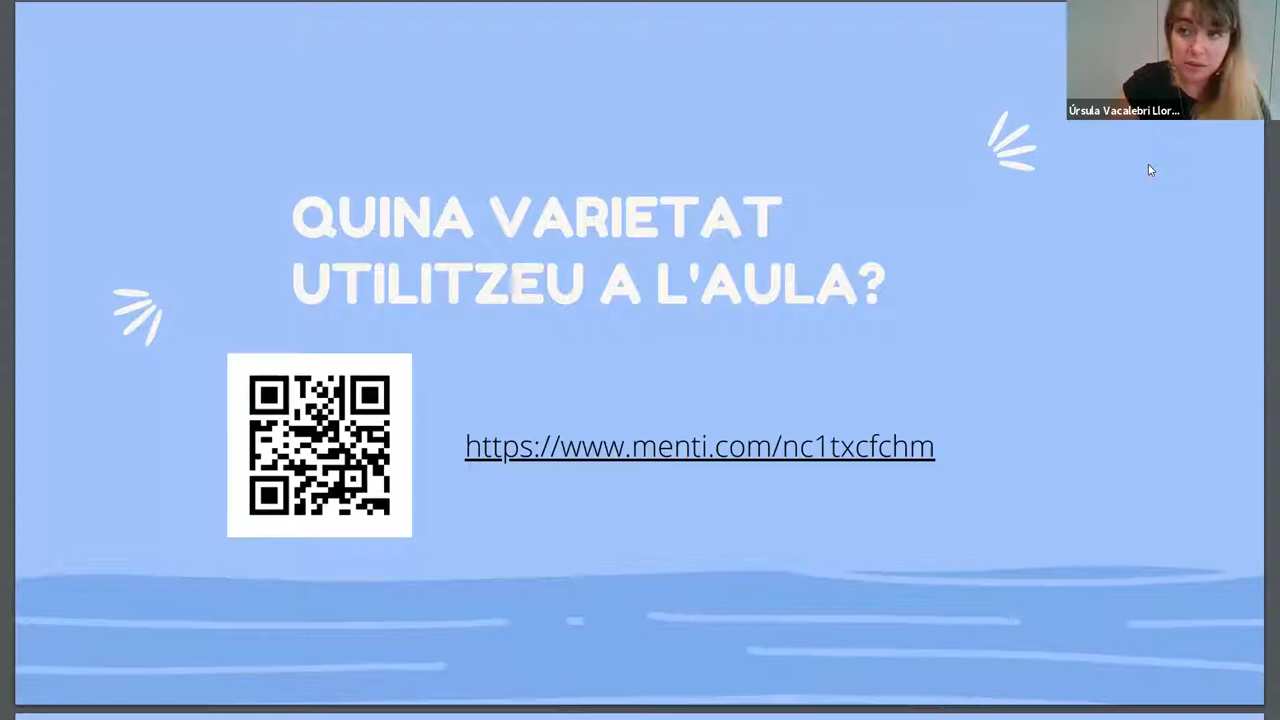 Úrsula Vacalebri Llor...
QUINA VARIETAT
UTILITZEU A L'AULA?
https://www.menti.com/nc1txcfchm